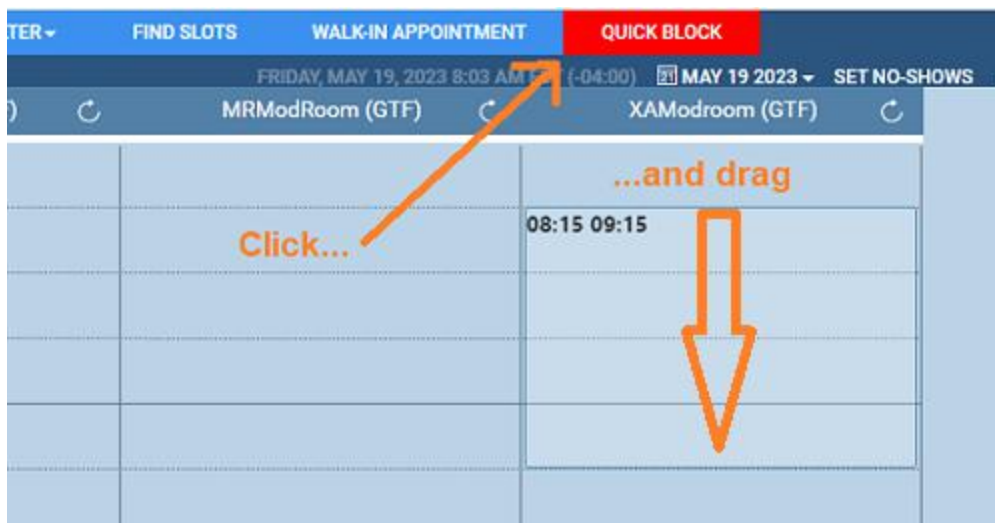 FIND SLOTS WALK-IN APPOINTMENT QUICK BLOCK
FRIDAY, MAY 19, 2023 8:03 AM (-04:00) MAY 19 2023 SET NO-SHOWS
MRModRoom (GTF) XAModroom (GTF)
...and drag
08:15 09:15
Click...